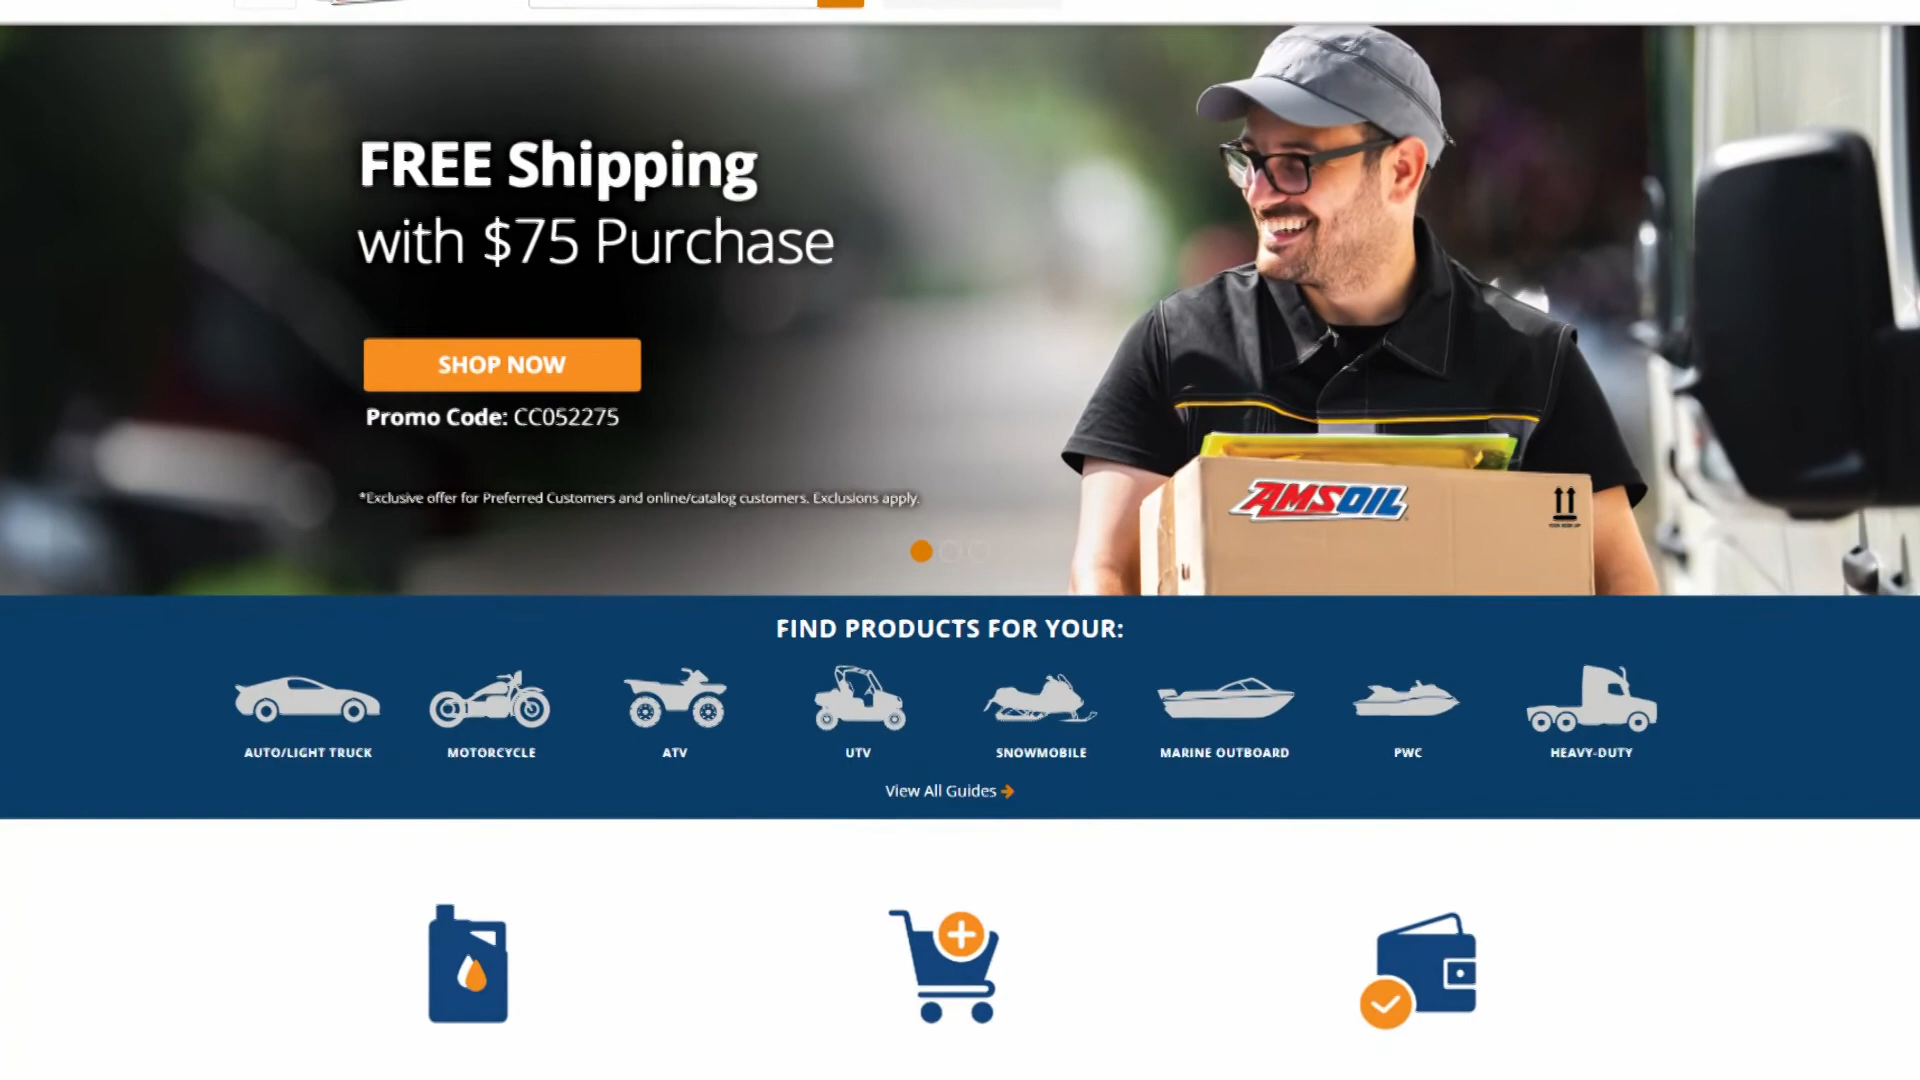 FREE Shipping
with $75 Purchase
SHOP NOW
Promo Code: CC052275
*Exclusive offer for Preferred Customers and online/catalog customers. Exclusions apply.
AMSOIL
FIND PRODUCTS FOR YOUR:
AUTO/LIGHT TRUCK
MOTORCYCLE
ATV
UTV
SNOWMOBILE
MARINE OUTBOARD
PWC
HEAVY-DUTY
View All Guides